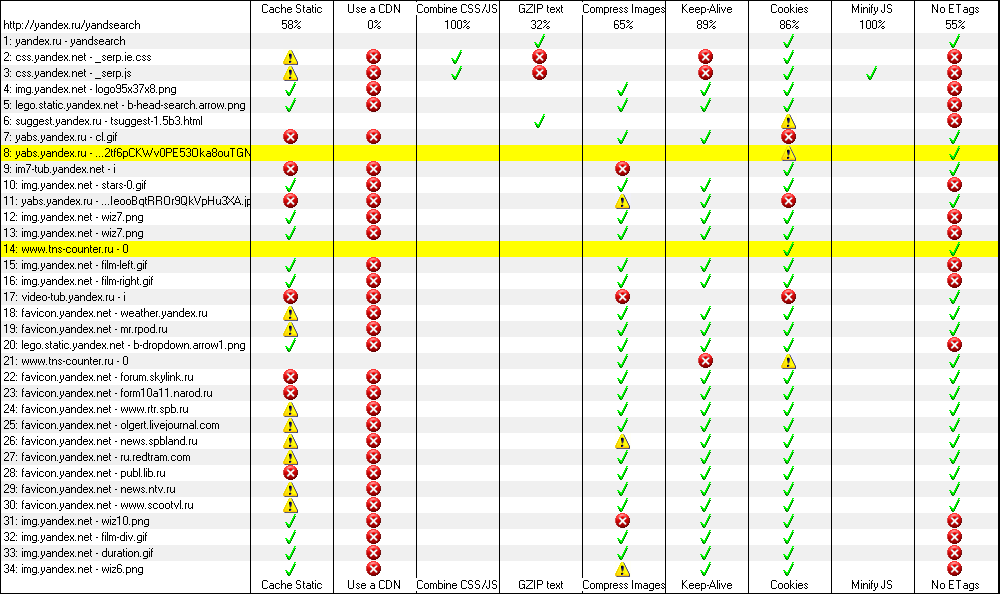 Cache Static Use a CDN Combine CSS/JS GZIP text Compress Images Keep-Alive Cookies Minify JS No ETags
http://yandex.ru/yandsearch 58% 0% 100% 32% 65% 89% 86% 100% 55%
1: yandex.ru - yandsearch
2: css.yandex.net - _serp.ie.css
3: css.yandex.net - _serp.js
4: img.yandex.net - logo95x37x8.png
5: lego.static.yandex.net - b-head-search.arrow.png
6: suggest.yandex.ru - tsuggest-1.5b3.html
7: yabs.yandex.ru - cl.gif
8: yabs.yandex.ru - ...2tf6pCKWv0PE53Oka8ouTGN
9: im7-tub.yandex.net - i
10: img.yandex.net - stars-0.gif
11: yabs.yandex.ru - ...IeooBqtRROr9QkVpHu3XA.jp
12: img.yandex.net - wiz7.png
13: img.yandex.net - wiz7.png
14: www.tns-counter.ru - 0
15: img.yandex.net - film-left.gif
16: img.yandex.net - film-right.gif
17: video-tub.yandex.ru - i
18: favicon.yandex.net - weather.yandex.ru
19: favicon.yandex.net - mr.rpod.ru
20: lego.static.yandex.net - b-dropdown.arrow1.png
21: www.tns-counter.ru - 0
22: favicon.yandex.net - forum.skylink.ru
23: favicon.yandex.net - form10a11.narod.ru
24: favicon.yandex.net - www.rtr.spb.ru
25: favicon.yandex.net - olgert.livejournal.com
26: favicon.yandex.net - news.spbland.ru
27: favicon.yandex.net - ru.redtram.com
28: favicon.yandex.net - publ.lib.ru
29: favicon.yandex.net - news.ntv.ru
30: favicon.yandex.net - www.scootvl.ru
31: img.yandex.net - wiz10.png
32: img.yandex.net - film-div.gif
33: img.yandex.net - duration.gif
34: img.yandex.net - wiz6.png
Cache Static Use a CDN Combine CSS/JS GZIP text Compress Images Keep-Alive Cookies Minify JS No ETags